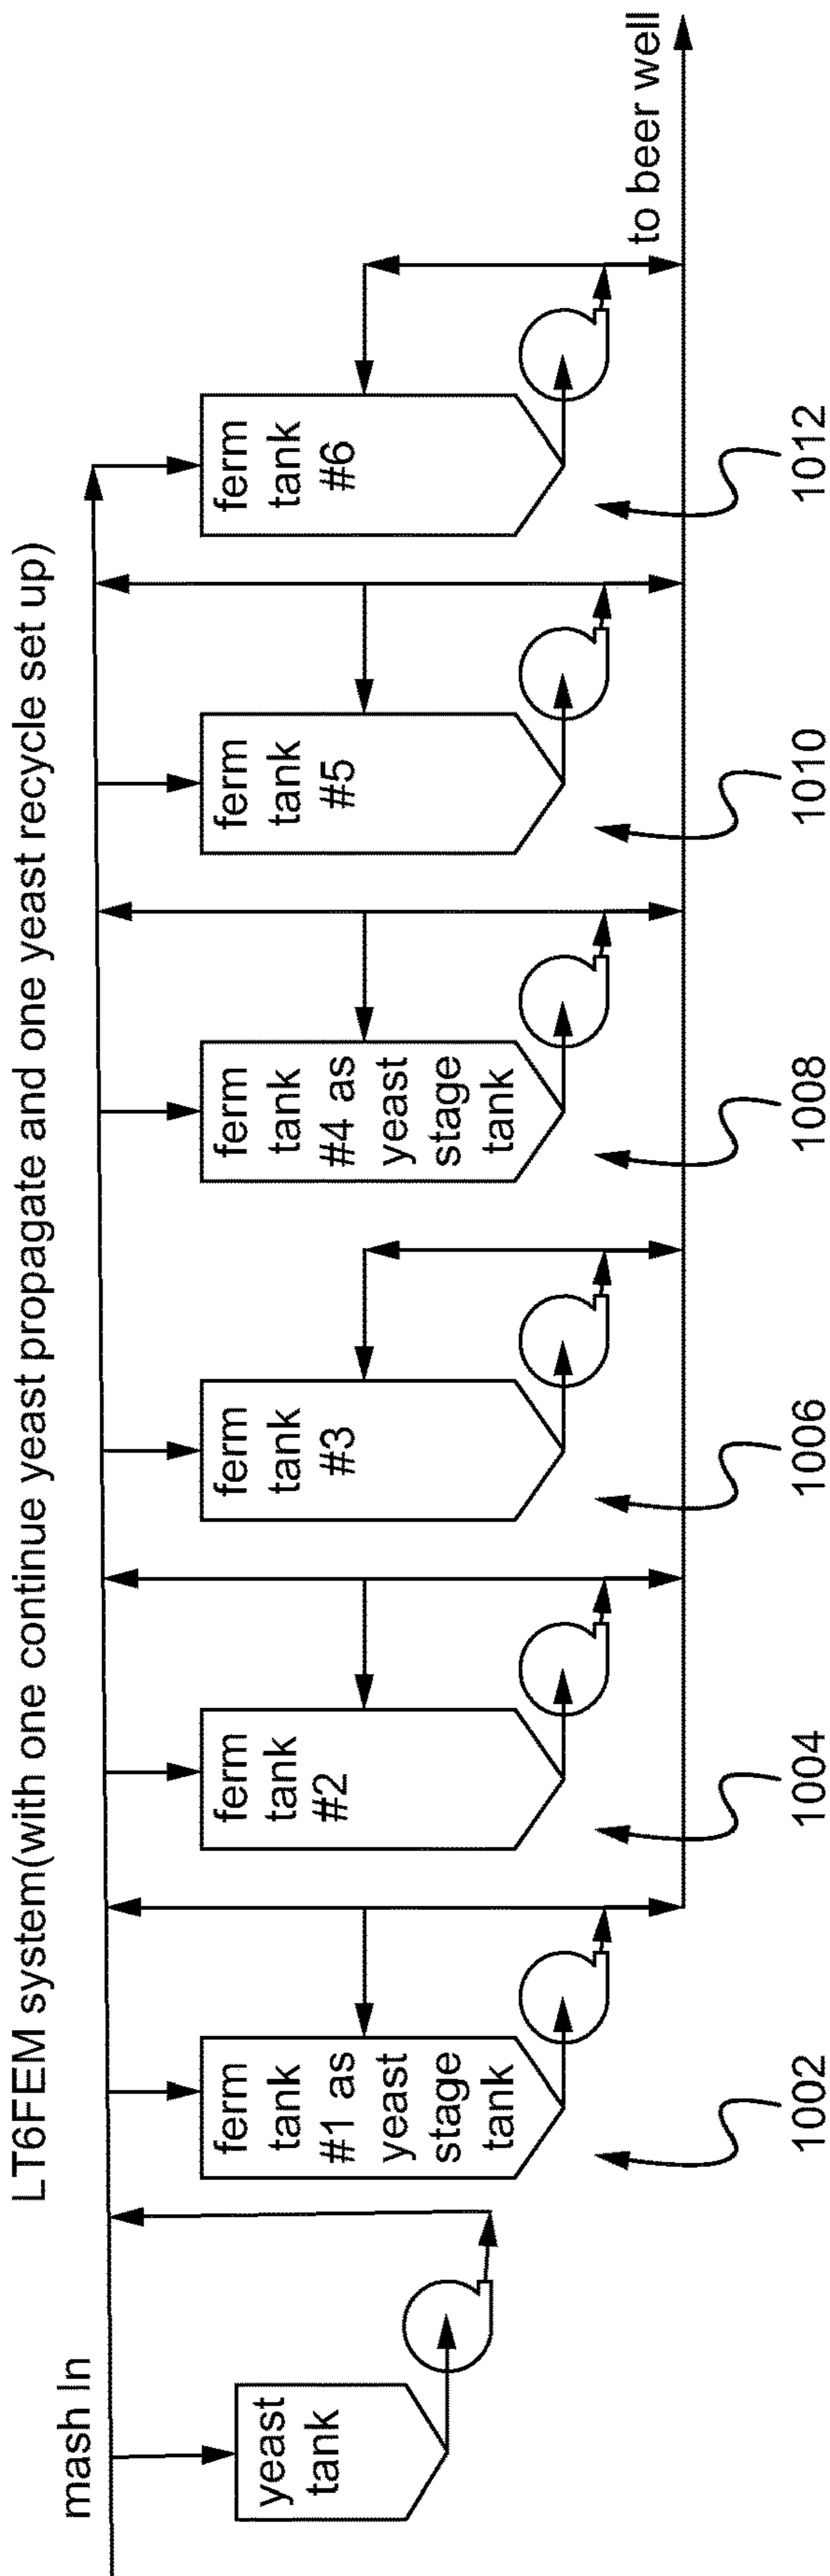 LT6FEM system(with one continue yeast propagate and one yeast recycle set up)
mash In
yeast
tank
ferm
tank
#1 as
yeast
stage
tank
ferm
tank
#2
ferm
tank
#3
ferm
tank
#4 as
yeast
stage
tank
ferm
tank
#5
ferm
tank
#6
to beer well
1002
1004
1006
1008
1010
1012